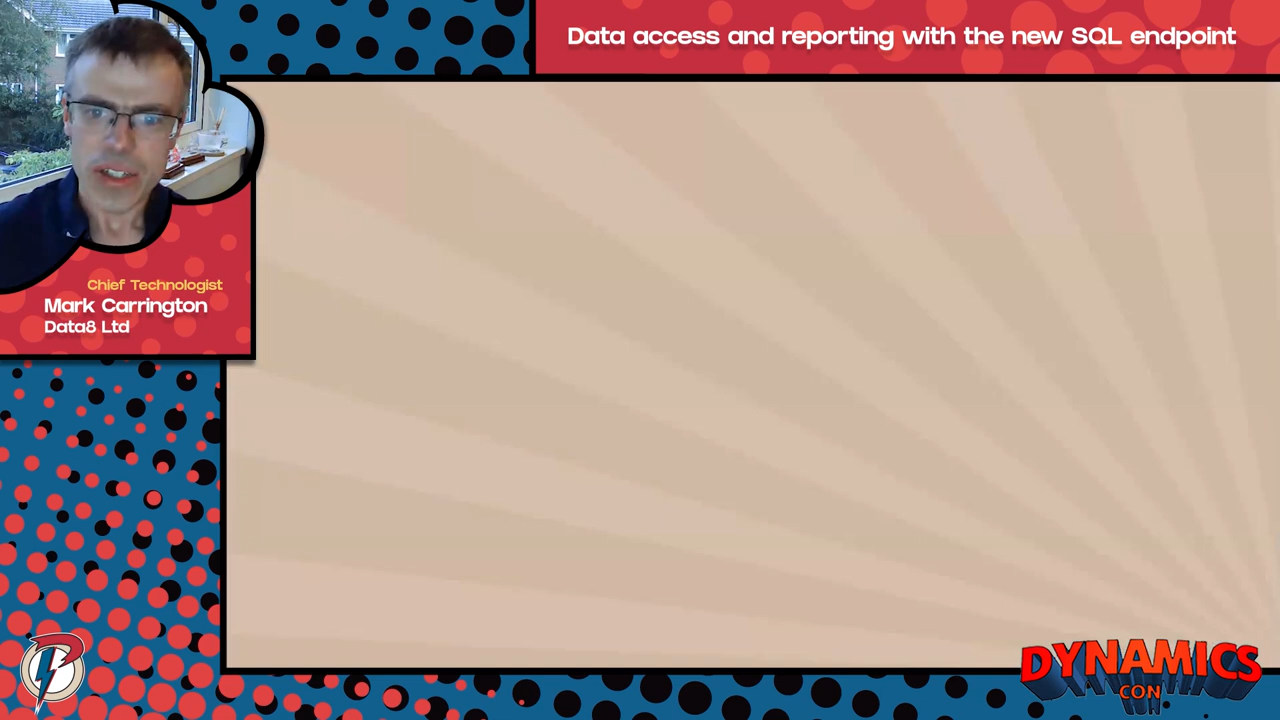 Data access and reporting with the new SQL endpoint
Chief Technologist
Mark Carrington
Data8 Ltd
DYNAMICS
CON